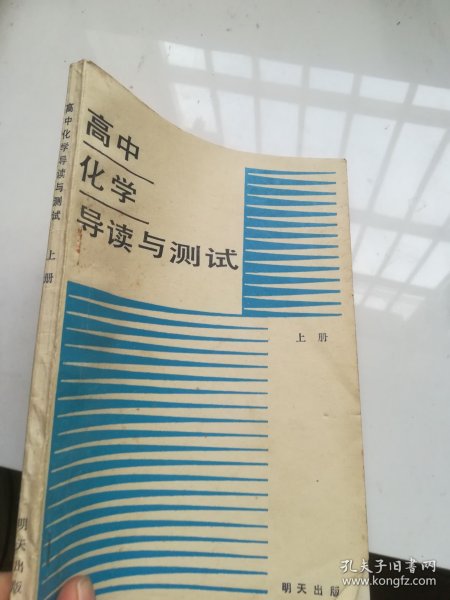 高中
化学
导读与测试
上册
明天出版
高中化学导读与测试
上册
明天出版
孔夫子旧书网
www.kongfz.com